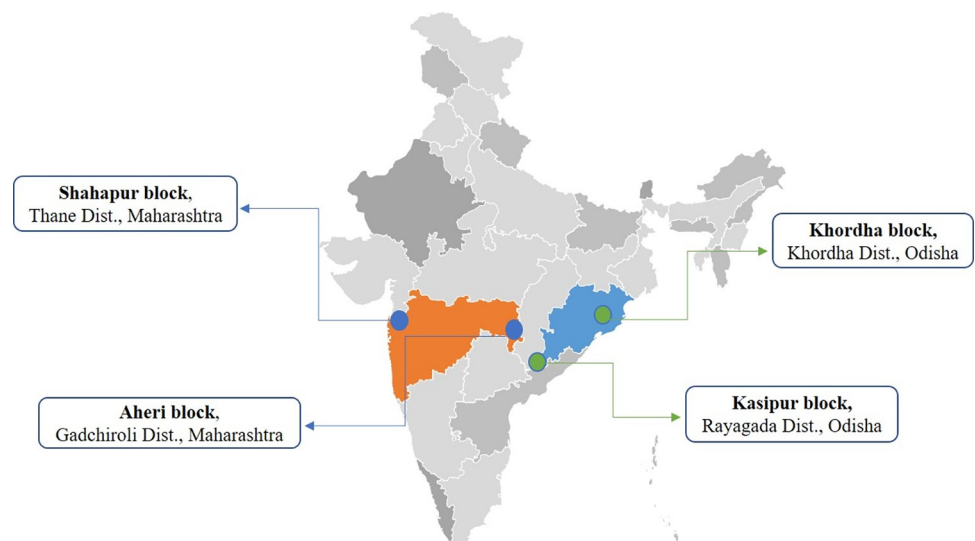 Shahapur block,
Thane Dist., Maharashtra
Khordha block,
Khordha Dist., Odisha
Aheri block,
Gadchiroli Dist., Maharashtra
Kasipur block,
Rayagada Dist., Odisha